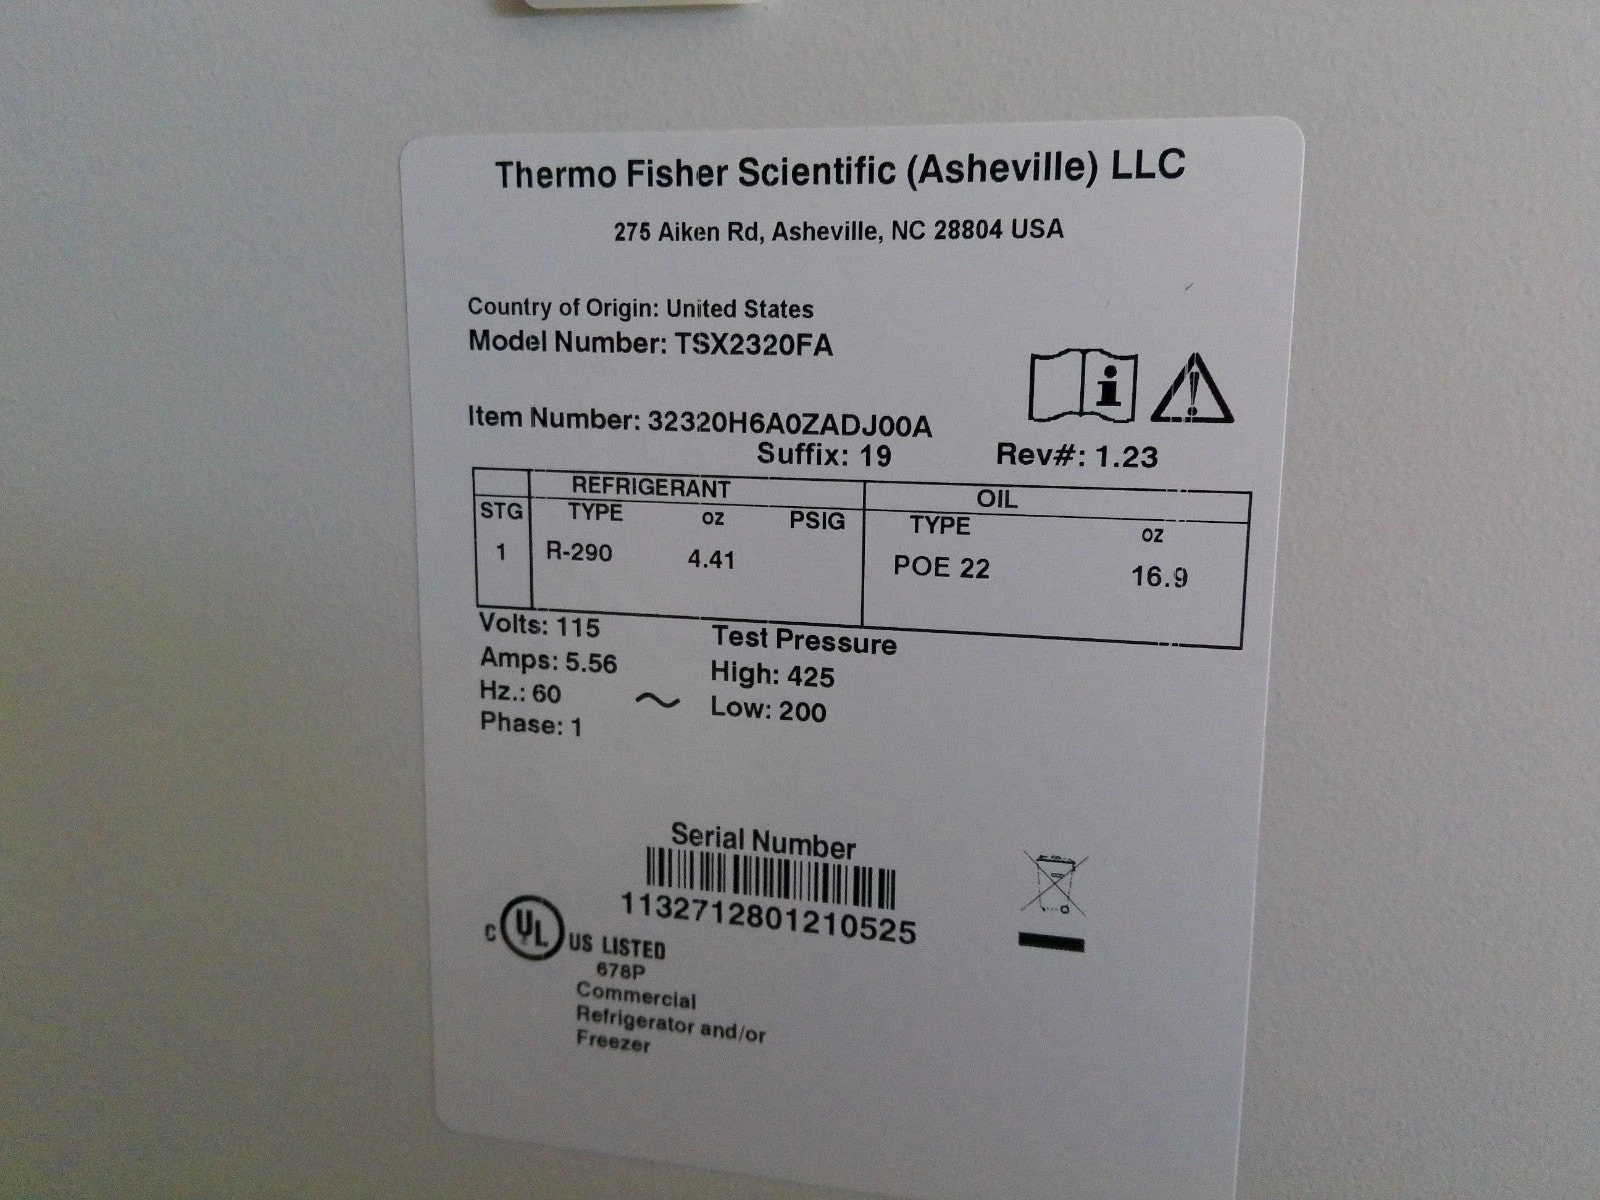 Thermo Fisher Scientific (Asheville) LLC
275 Aiken Rd, Asheville, NC 28804 USA
Country of Origin: United States
Model Number: TSX2320FA
Item Number: 32320H6A0ZADJ00A
Suffix: 19 Rev#: 1.23
REFRIGERANT OIL
STG TYPE oz PSIG TYPE oz
1 R-290 4.41 POE 22 16.9
Volts: 115 Test Pressure
Amps: 5.56 High: 425
Hz.: 60 ~ Low: 200
Phase: 1
Serial Number
1132712801210525
C UL US LISTED
678P
Commercial
Refrigerator and/or
Freezer